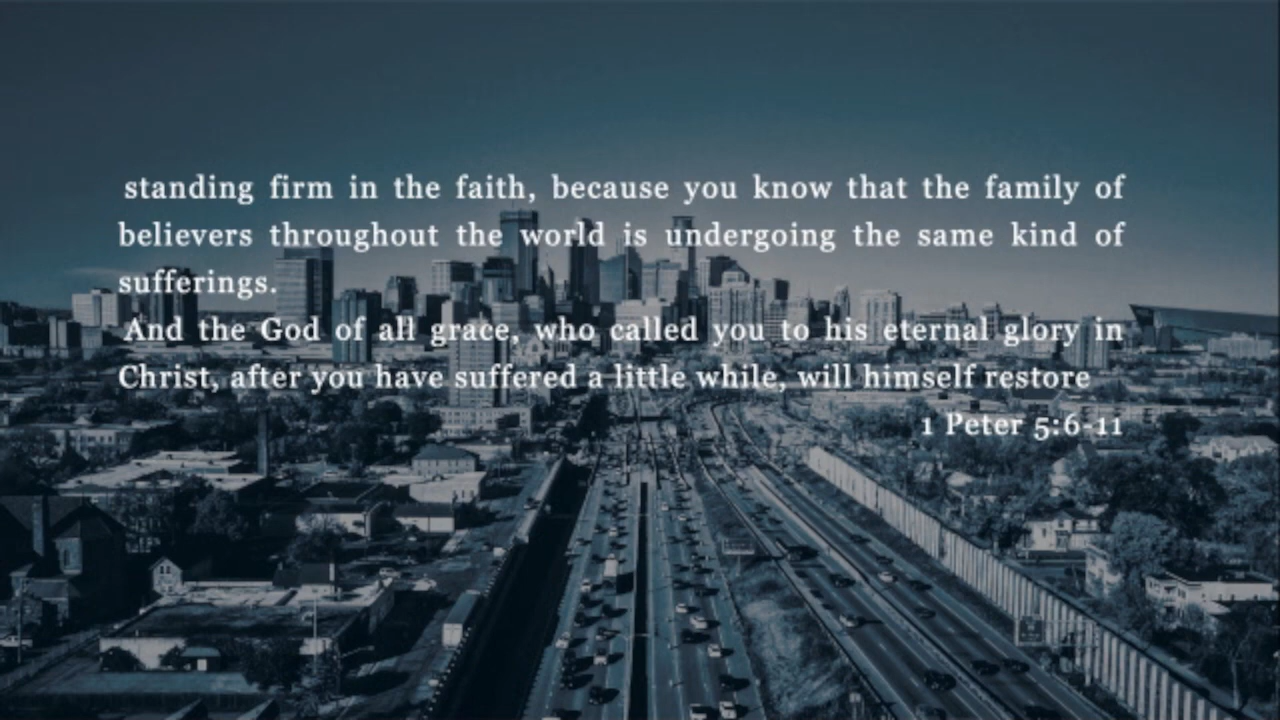 standing firm in the faith, because you know that the family of
believers throughout the world is undergoing the same kind of
sufferings.
And the God of all grace, who called you to his eternal glory in
Christ, after you have suffered a little while, will himself restore
1 Peter 5:6-11